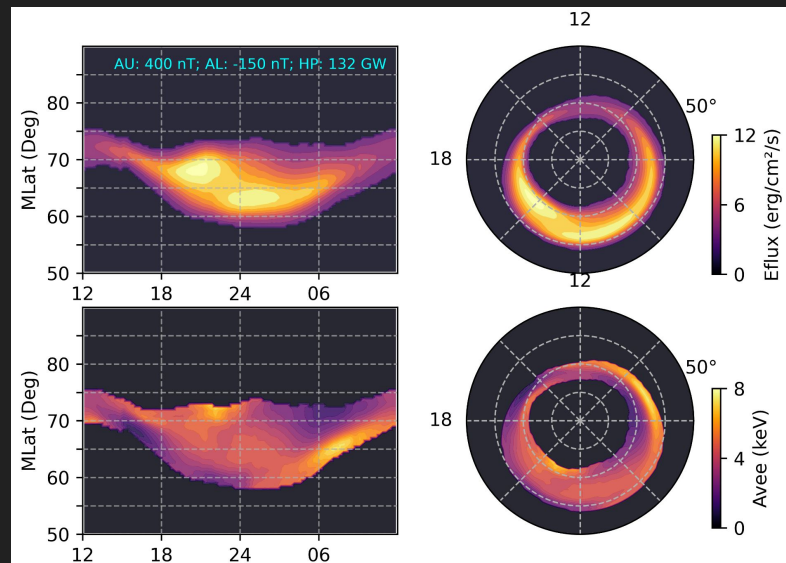 12
AU: 400 nT; AL: -150 nT; HP: 132 GW
80
70
60
50
MLat (Deg)
12 18 24 06
50°
18
12
12
6
0
Eflux (erg/cm²/s)
80
70
60
50
MLat (Deg)
12 18 24 06
50°
18
8
4
0
Avee (keV)